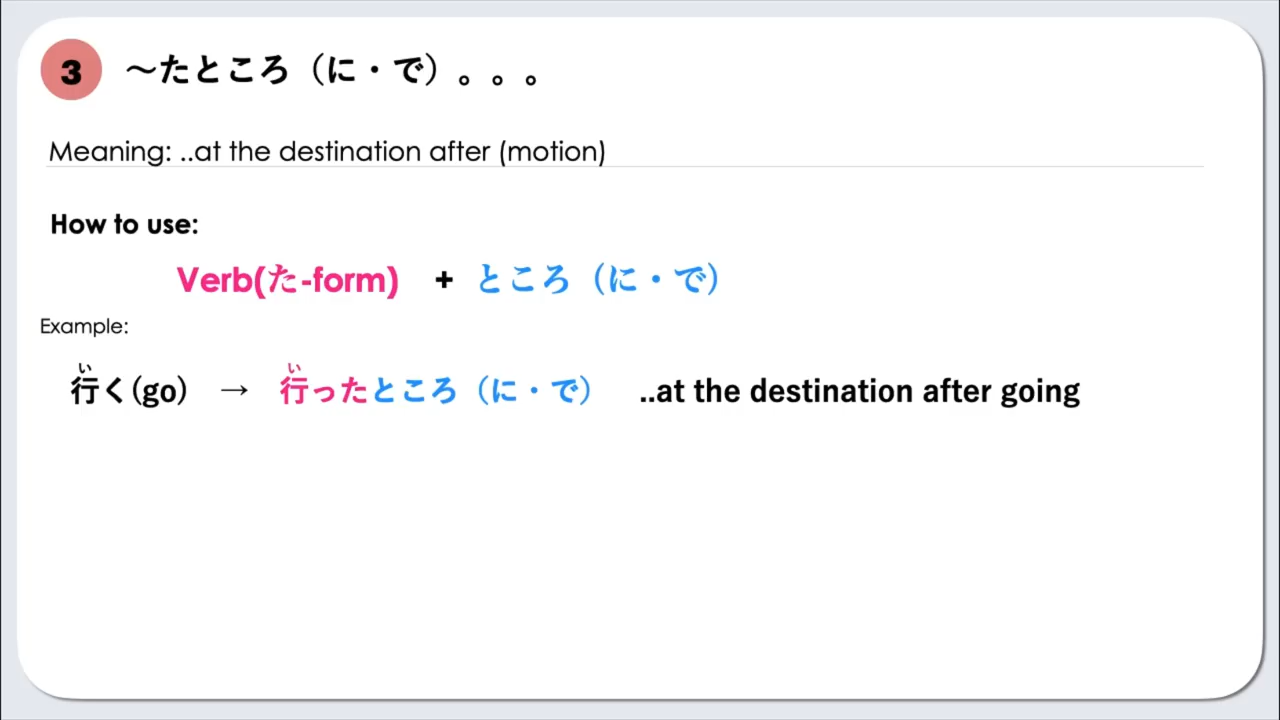 3 ～たところ（に・で）。。。
Meaning: ..at the destination after (motion)
How to use:
Verb(た-form) + ところ（に・で）
Example:
い い
行く(go) → 行ったところ（に・で） ..at the destination after going